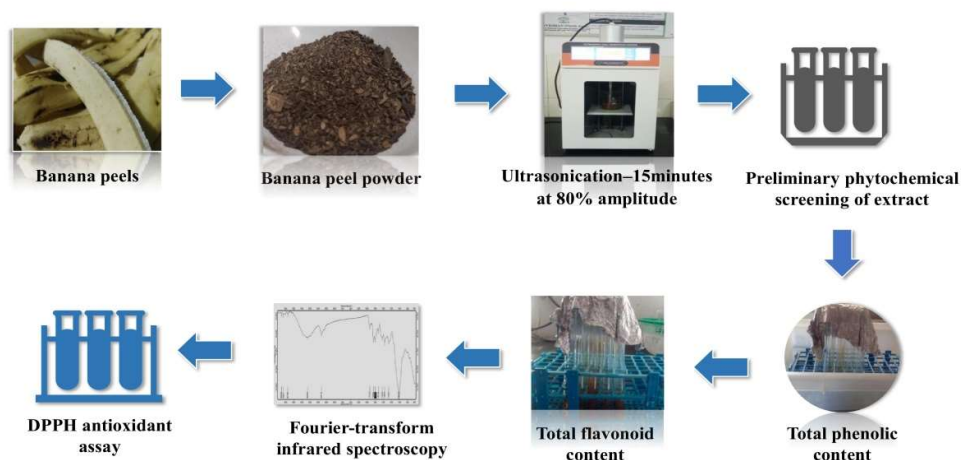 Banana peels
Banana peel powder
Ultrasonication–15minutes
at 80% amplitude
Preliminary phytochemical
screening of extract
DPPH antioxidant
assay
Fourier-transform
infrared spectroscopy
Total flavonoid
content
Total phenolic
content